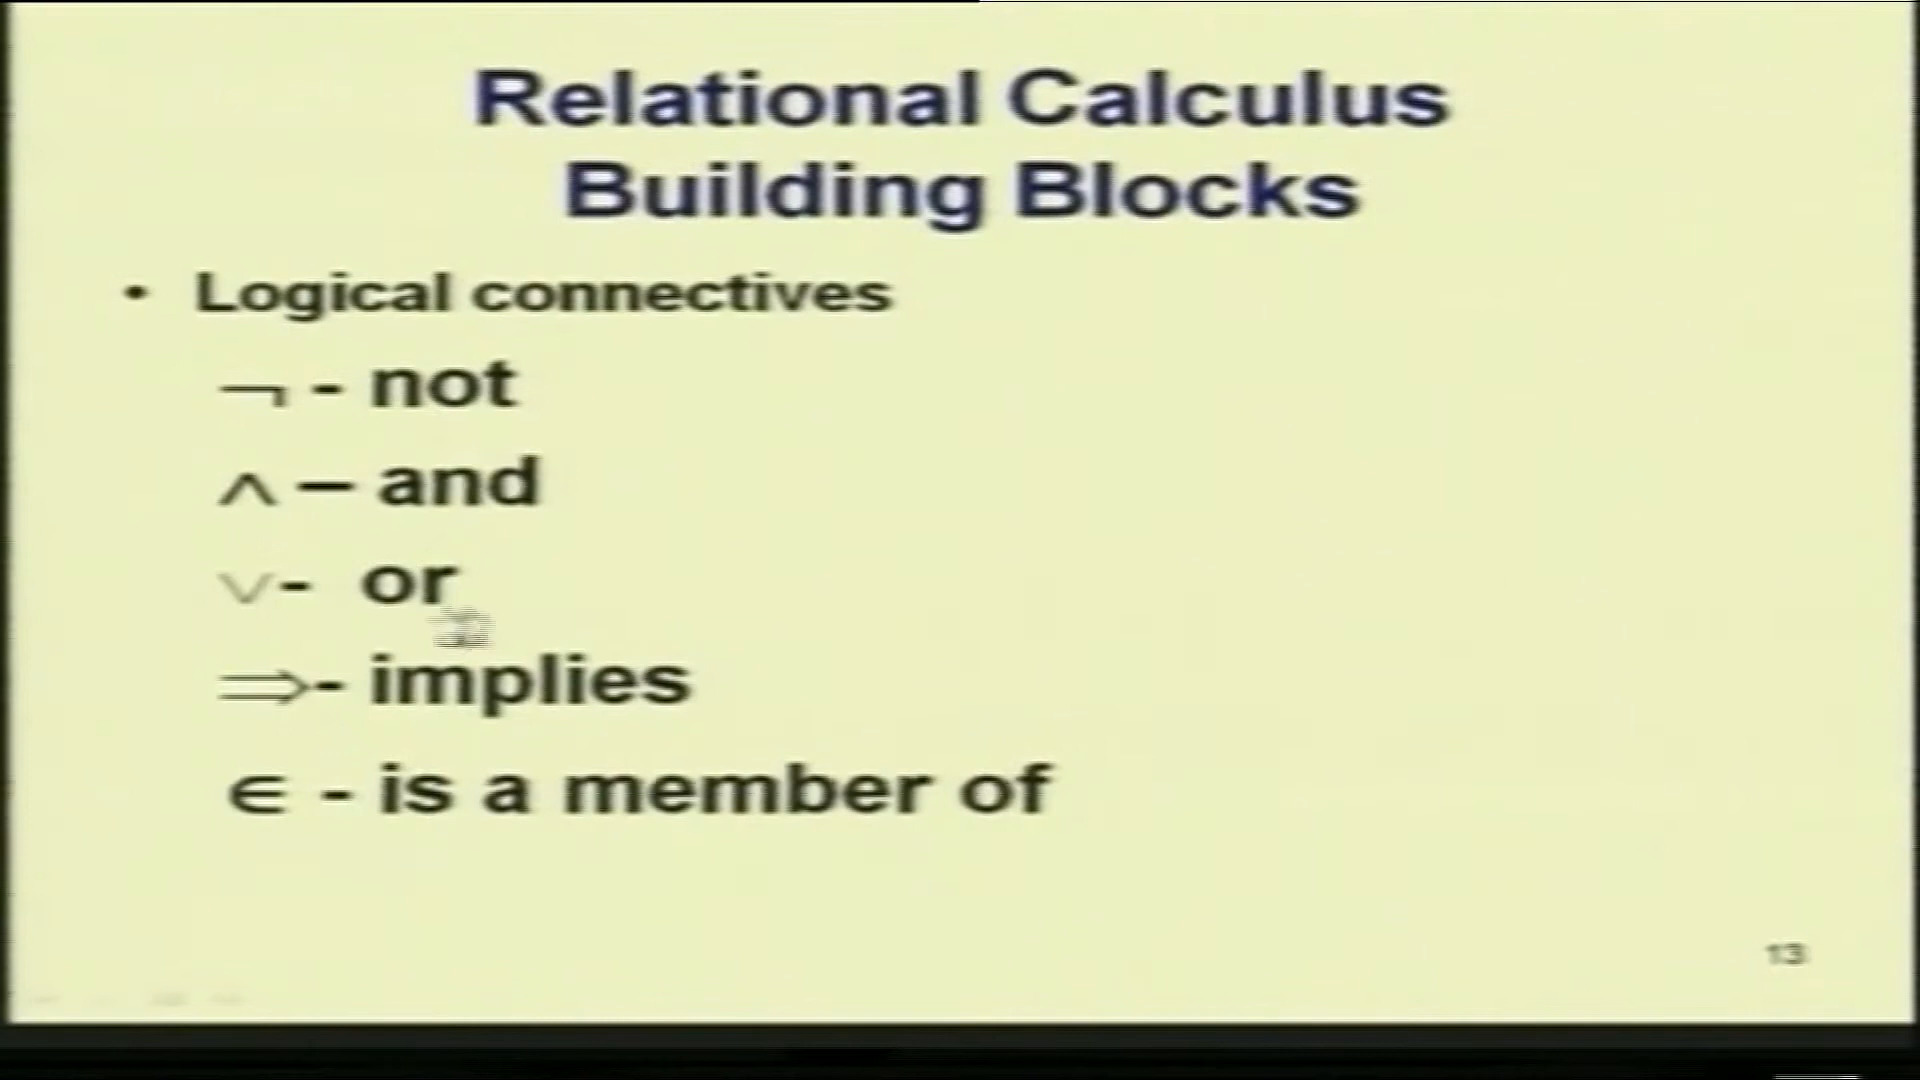 Relational Calculus
Building Blocks
• Logical connectives
¬ - not
∧ – and
∨- or
⇒- implies
∈ - is a member of
13